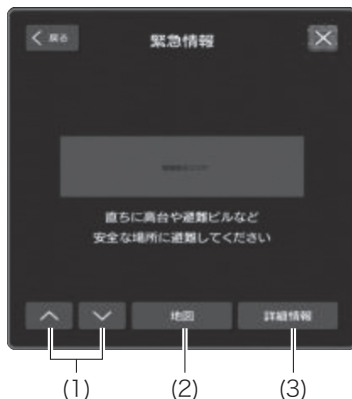 戻る
緊急情報
直ちに高台や避難ビルなど
安全な場所に避難してください
地図
詳細情報
(1)
(2)
(3)